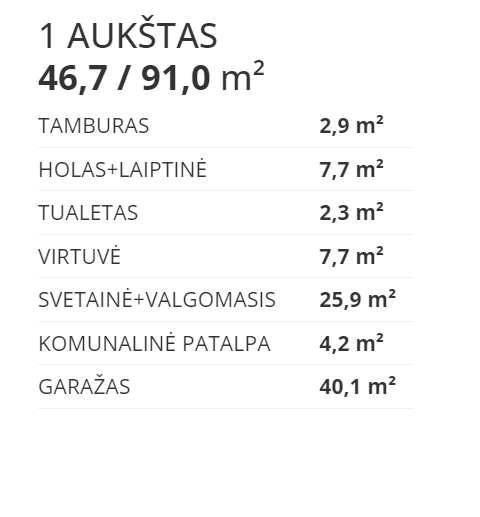 1 AUKŠTAS
46,7 / 91,0 m²
TAMBURAS 2,9 m²
HOLAS+LAIPTINĖ 7,7 m²
TUALETAS 2,3 m²
VIRTUVĖ 7,7 m²
SVETAINĖ+VALGOMASIS 25,9 m²
KOMUNALINĖ PATALPA 4,2 m²
GARAŽAS 40,1 m²